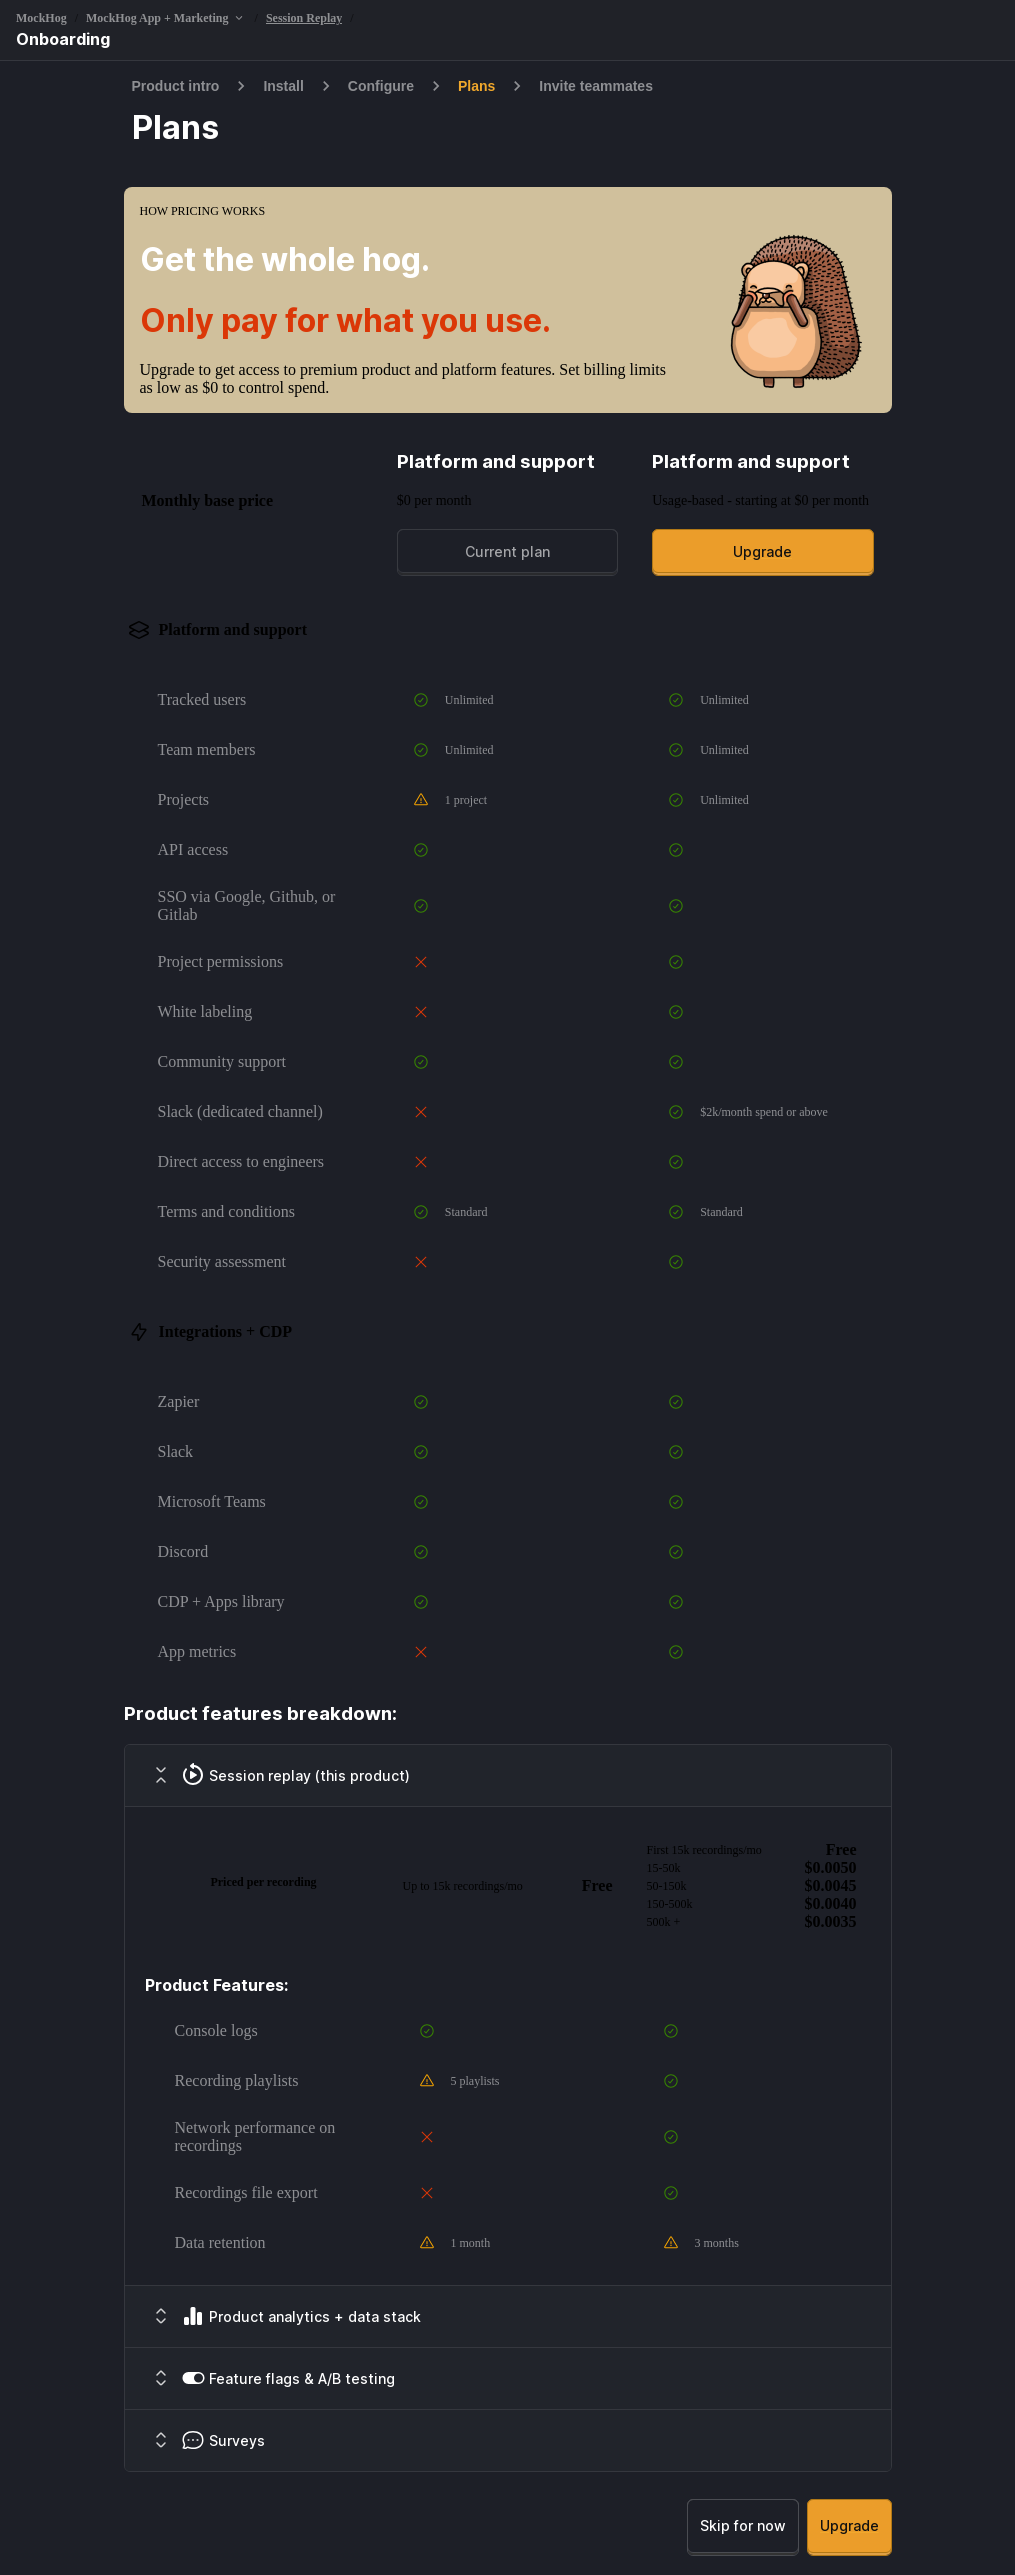 MockHog / MockHog App + Marketing / Session Replay /
Onboarding
Product intro > Install > Configure > Plans > Invite teammates
Plans
HOW PRICING WORKS
Get the whole hog.
Only pay for what you use.
Upgrade to get access to premium product and platform features. Set billing limits
as low as $0 to control spend.
Platform and support Platform and support
Monthly base price $0 per month Usage-based - starting at $0 per month
Current plan Upgrade
Platform and support
Tracked users Unlimited Unlimited
Team members Unlimited Unlimited
Projects 1 project Unlimited
API access
SSO via Google, Github, or
Gitlab
Project permissions
White labeling
Community support
Slack (dedicated channel) $2k/month spend or above
Direct access to engineers
Terms and conditions Standard Standard
Security assessment
Integrations + CDP
Zapier
Slack
Microsoft Teams
Discord
CDP + Apps library
App metrics
Product features breakdown:
Session replay (this product)
Priced per recording
Up to 15k recordings/mo Free
First 15k recordings/mo Free
15-50k $0.0050
50-150k $0.0045
150-500k $0.0040
500k + $0.0035
Product Features:
Console logs
Recording playlists 5 playlists
Network performance on
recordings
Recordings file export
Data retention 1 month 3 months
Product analytics + data stack
Feature flags & A/B testing
Surveys
Skip for now Upgrade